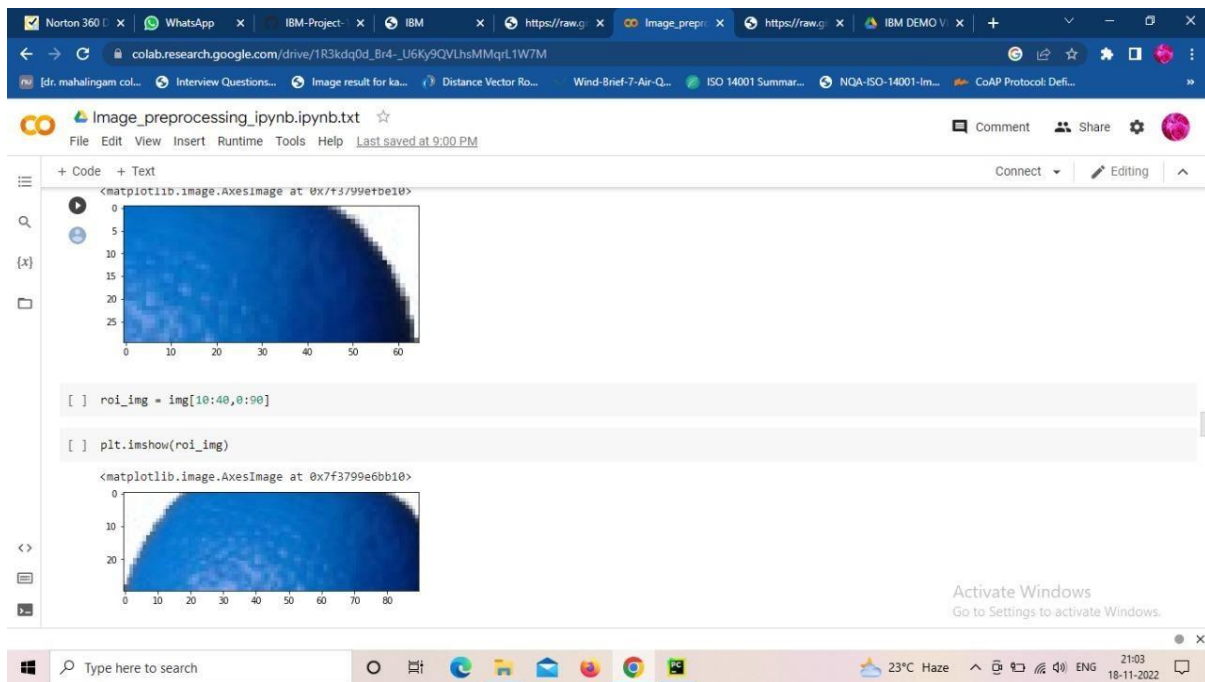 Norton 360 D
WhatsApp
IBM-Project-1
IBM
https://raw.g
Image_prepro
https://raw.gi
IBM DEMO VI
colab.research.google.com/drive/1R3kdq0d_Br4-_U6Ky9QVLhsMMqrL1W7M
[dr. mahalingam col...
Interview Questions...
Image result for ka...
Distance Vector Ro...
Wind-Brief-7-Air-Q...
ISO 14001 Summar...
NQA-ISO-14001-Im...
CoAP Protocol: Defi...
»
CO
Image_preprocessing_ipynb.ipynb.txt
File Edit View Insert Runtime Tools Help Last saved at 9:00 PM
Comment
Share
+ Code + Text
Connect
Editing
{x}
<matplotlib.image.AxesImage at 0x7f3799efbe10>
0
5
10
15
20
25
0 10 20 30 40 50 60
[ ] roi_img = img[10:40,0:90]
[ ] plt.imshow(roi_img)
<matplotlib.image.AxesImage at 0x7f3799e6bb10>
0
10
20
0 10 20 30 40 50 60 70 80
Activate Windows
Go to Settings to activate Windows.
Type here to search
PC
23°C Haze
ENG
21:03
18-11-2022